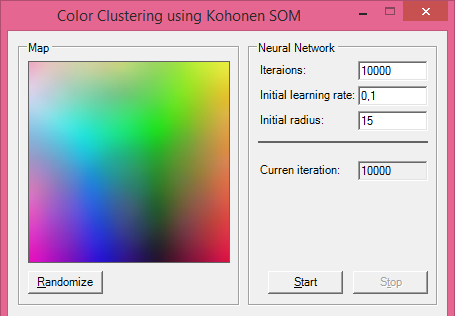 Color Clustering using Kohonen SOM
Map
Randomize
Neural Network
Iteraions: 10000
Initial learning rate: 0,1
Initial radius: 15
Curren iteration: 10000
Start Stop